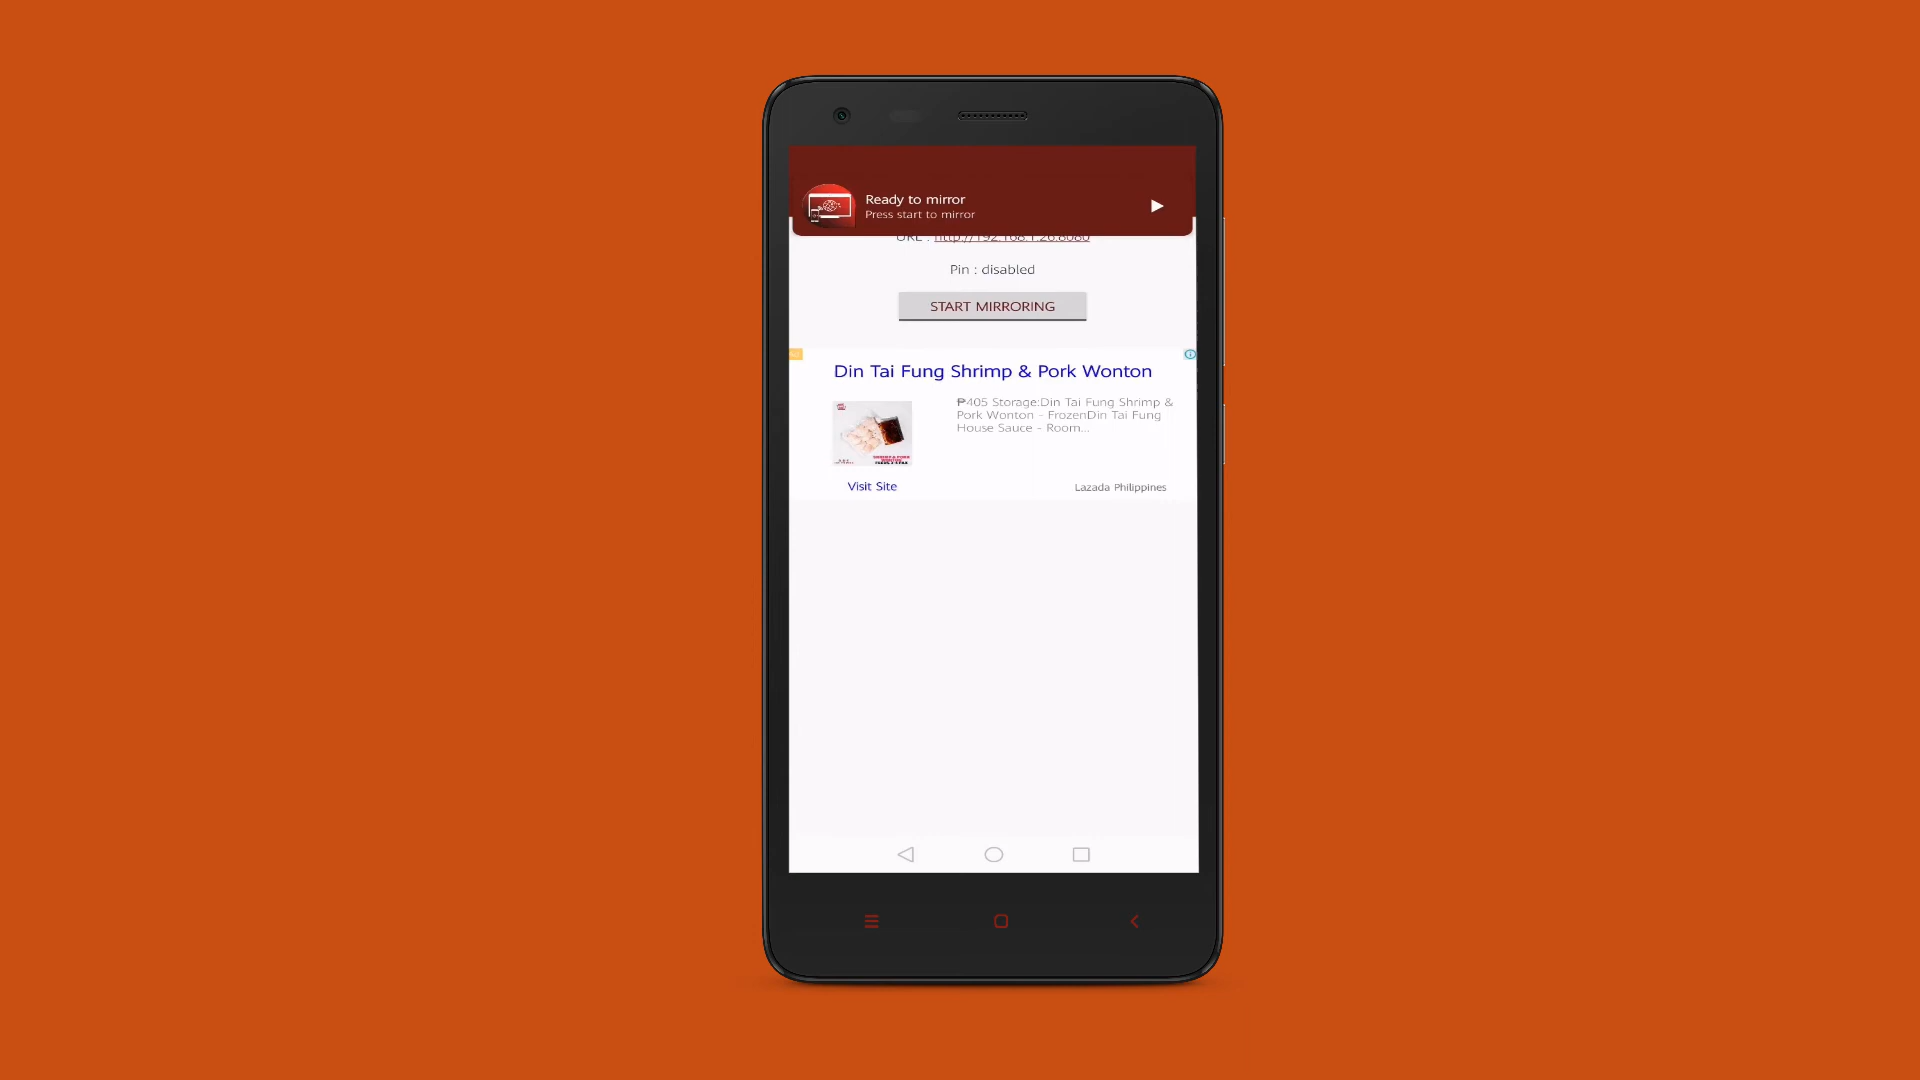 Ready to mirror
Press start to mirror
URL : http://192.168.1.26:8080
Pin : disabled
START MIRRORING
Din Tai Fung Shrimp & Pork Wonton
₱405 Storage:Din Tai Fung Shrimp &
Pork Wonton - FrozenDin Tai Fung
House Sauce - Room...
Visit Site
Lazada Philippines